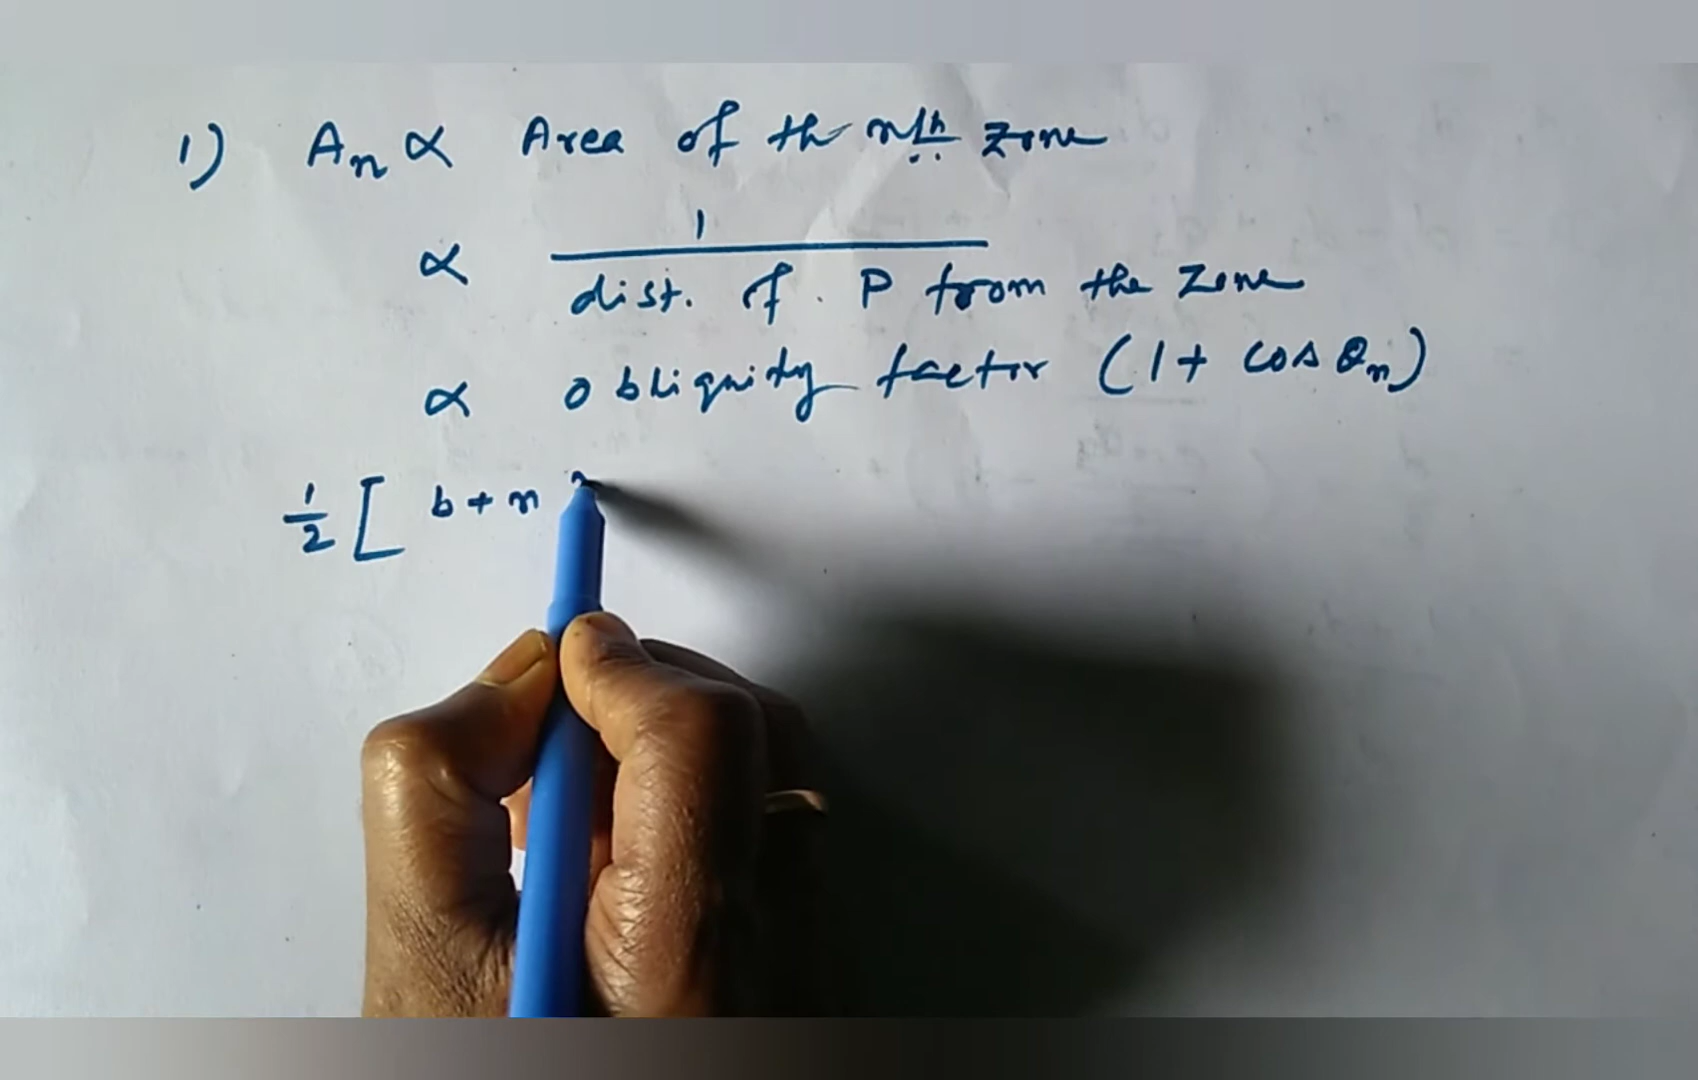 1) An ∝ Area of th nth zone
∝ 1 / dist. of. P from the zone
∝ obliquity factor (1 + cos θn)
1/2 [ b + n